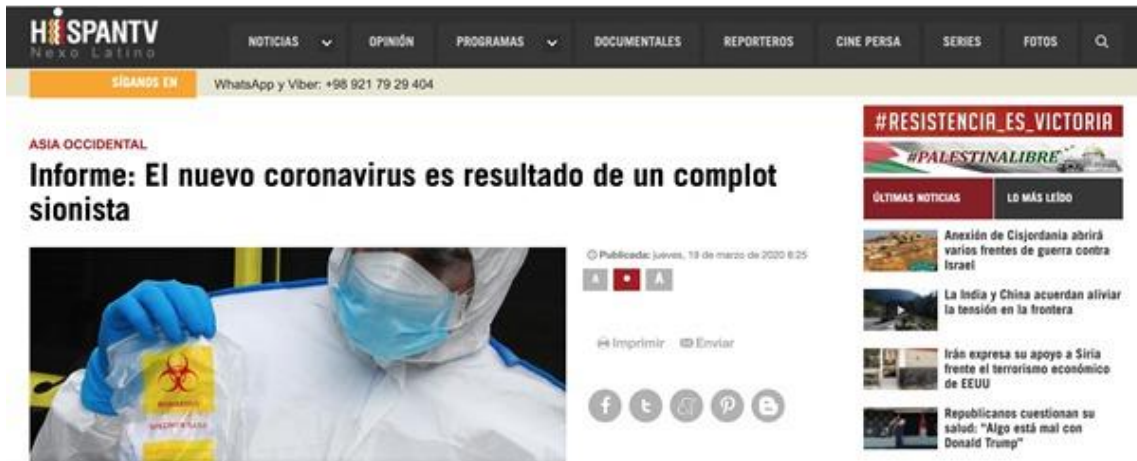 HISPANTV
Nexo Latino
NOTICIAS
OPINIÓN
PROGRAMAS
DOCUMENTALES
REPORTEROS
CINE PERSA
SERIES
FOTOS
SÍGANOS EN
WhatsApp y Viber: +98 921 79 29 404
ASIA OCCIDENTAL
Informe: El nuevo coronavirus es resultado de un complot
sionista
Publicada: jueves, 19 de marzo de 2020 6:25
A
A
Imprimir
Enviar
#RESISTENCIA_ES_VICTORIA
#PALESTINALIBRE
ÚLTIMAS NOTICIAS
LO MÁS LEÍDO
Anexión de Cisjordania abrirá
varios frentes de guerra contra
Israel
La India y China acuerdan aliviar
la tensión en la frontera
Irán expresa su apoyo a Siria
frente el terrorismo económico
de EEUU
Republicanos cuestionan su
salud: "Algo está mal con
Donald Trump"